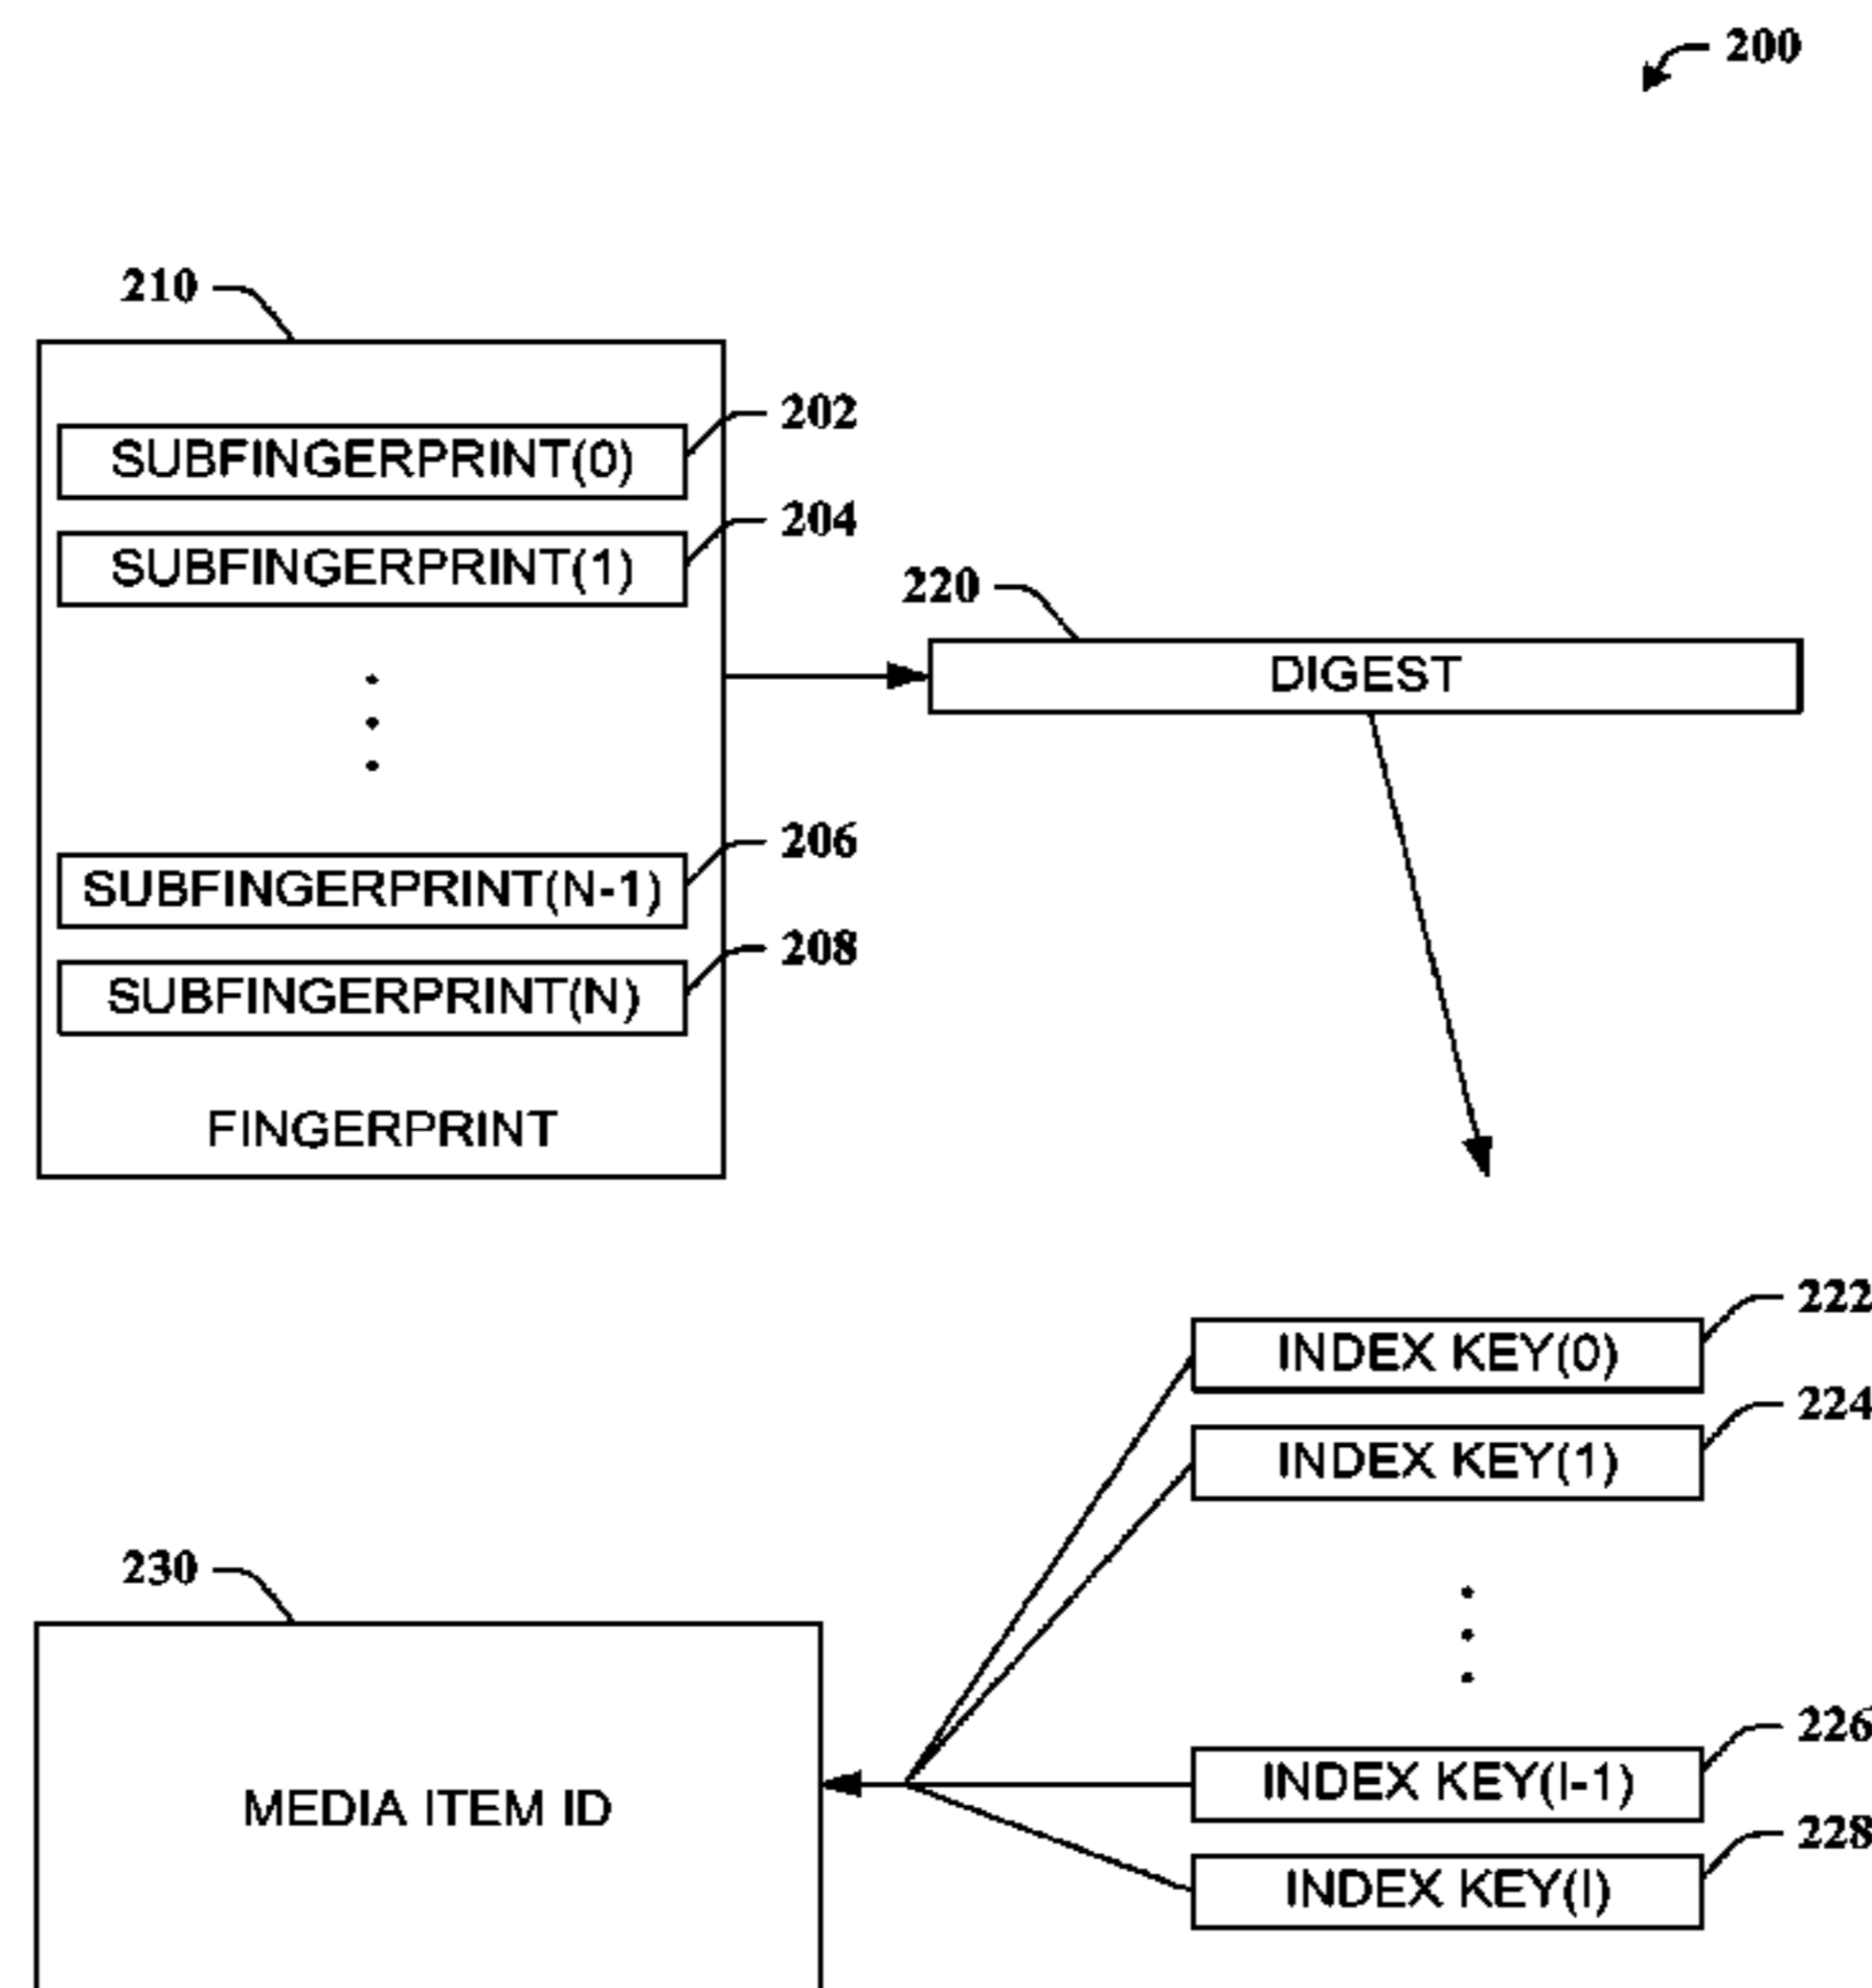 200
210
202
SUBFINGERPRINT(0)
204
SUBFINGERPRINT(1)
220
DIGEST
206
SUBFINGERPRINT(N-1)
208
SUBFINGERPRINT(N)
FINGERPRINT
222
INDEX KEY(0)
224
INDEX KEY(1)
230
226
INDEX KEY(I-1)
MEDIA ITEM ID
228
INDEX KEY(I)